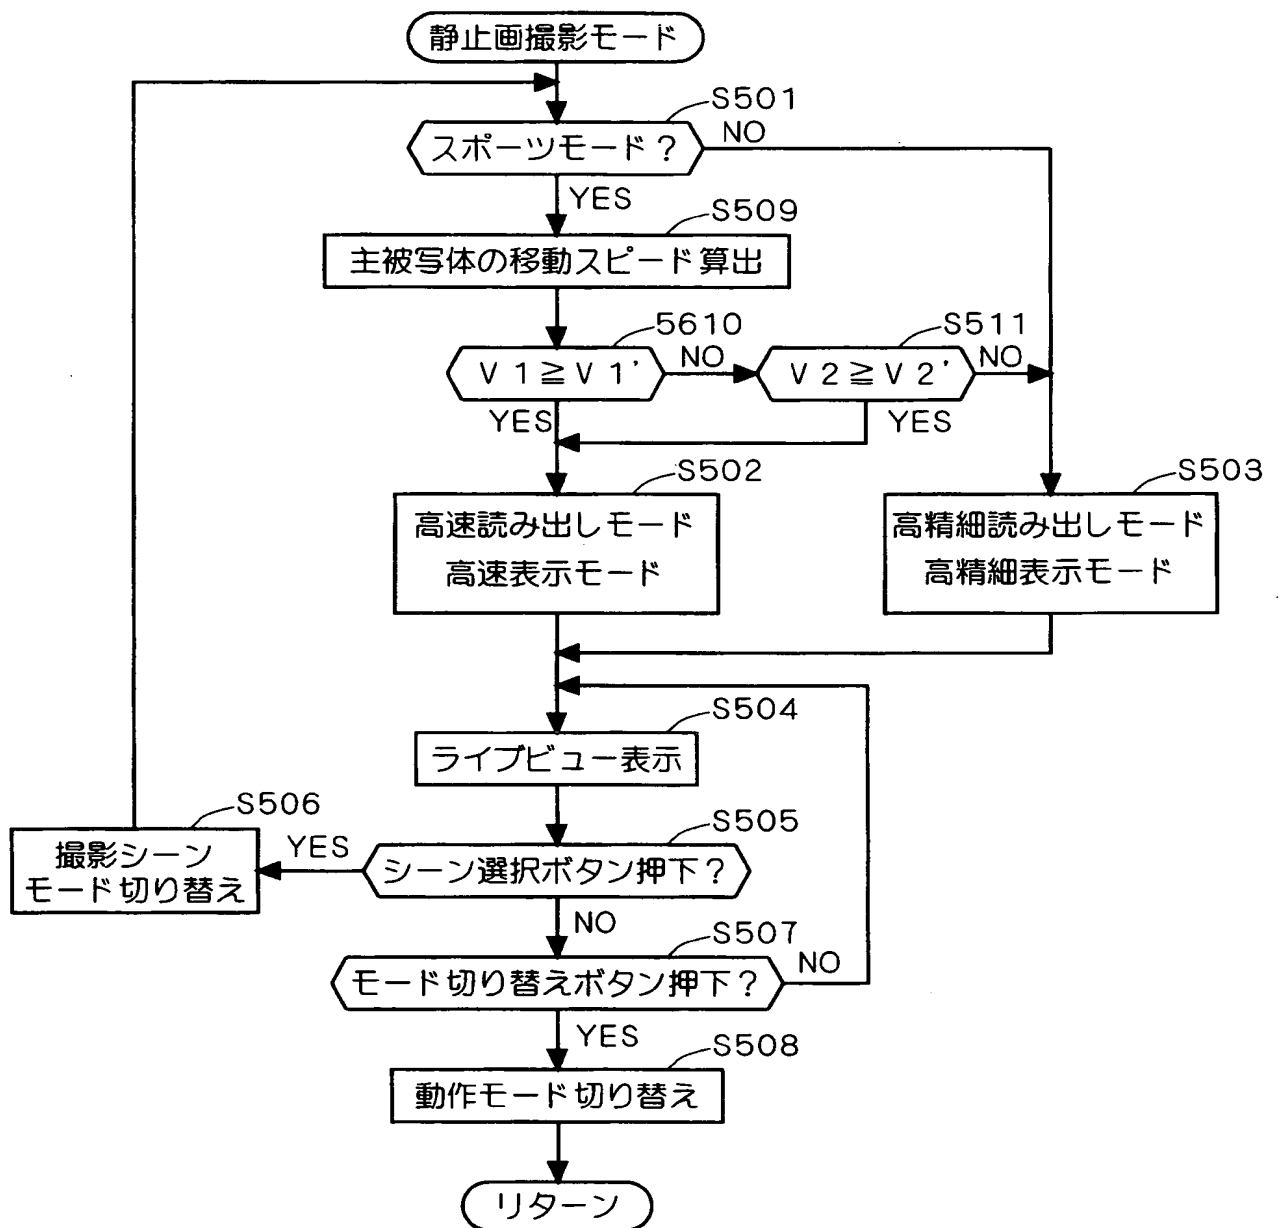 静止画撮影モード
S501
スポーツモード？
NO
YES
S509
主被写体の移動スピード算出
5610
V1≧V1'
NO
S511
V2≧V2'
NO
YES
YES
S502
高速読み出しモード
高速表示モード
S503
高精細読み出しモード
高精細表示モード
S504
ライブビュー表示
S506
撮影シーン
モード切り替え
YES
S505
シーン選択ボタン押下？
NO
S507
モード切り替えボタン押下？
NO
YES
S508
動作モード切り替え
リターン